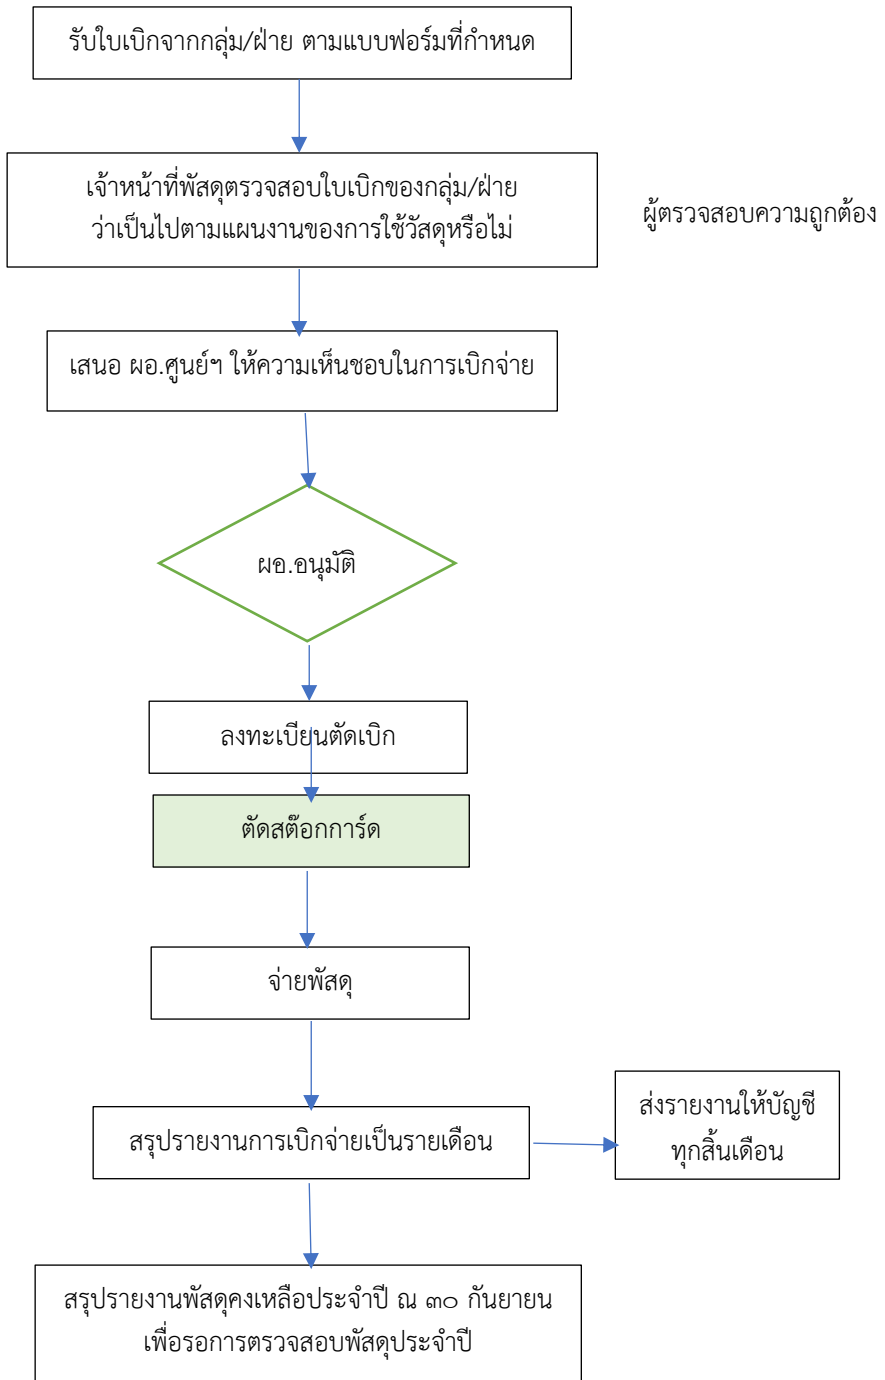 รับใบเบิกจากกลุ่ม/ฝ่าย ตามแบบฟอร์มที่กำหนด
เจ้าหน้าที่พัสดุตรวจสอบใบเบิกของกลุ่ม/ฝ่าย
ว่าเป็นไปตามแผนงานของการใช้วัสดุหรือไม่
ผู้ตรวจสอบความถูกต้อง
เสนอ ผอ.ศูนย์ฯ ให้ความเห็นชอบในการเบิกจ่าย
ผอ.อนุมัติ
ลงทะเบียนตัดเบิก
ตัดสต๊อกการ์ด
จ่ายพัสดุ
สรุปรายงานการเบิกจ่ายเป็นรายเดือน
ส่งรายงานให้บัญชี
ทุกสิ้นเดือน
สรุปรายงานพัสดุคงเหลือประจำปี ณ ๓๐ กันยายน
เพื่อรอการตรวจสอบพัสดุประจำปี